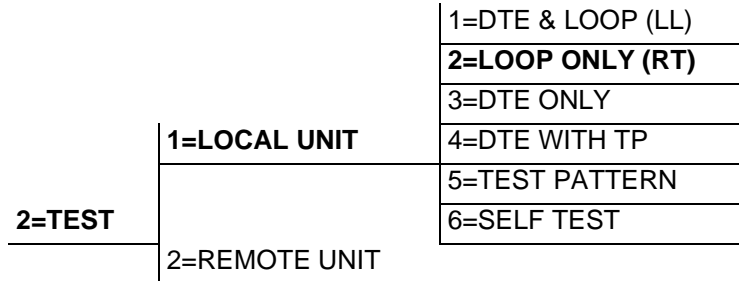 1=DTE & LOOP (LL)
2=LOOP ONLY (RT)
3=DTE ONLY
1=LOCAL UNIT
4=DTE WITH TP
5=TEST PATTERN
2=TEST
6=SELF TEST
2=REMOTE UNIT